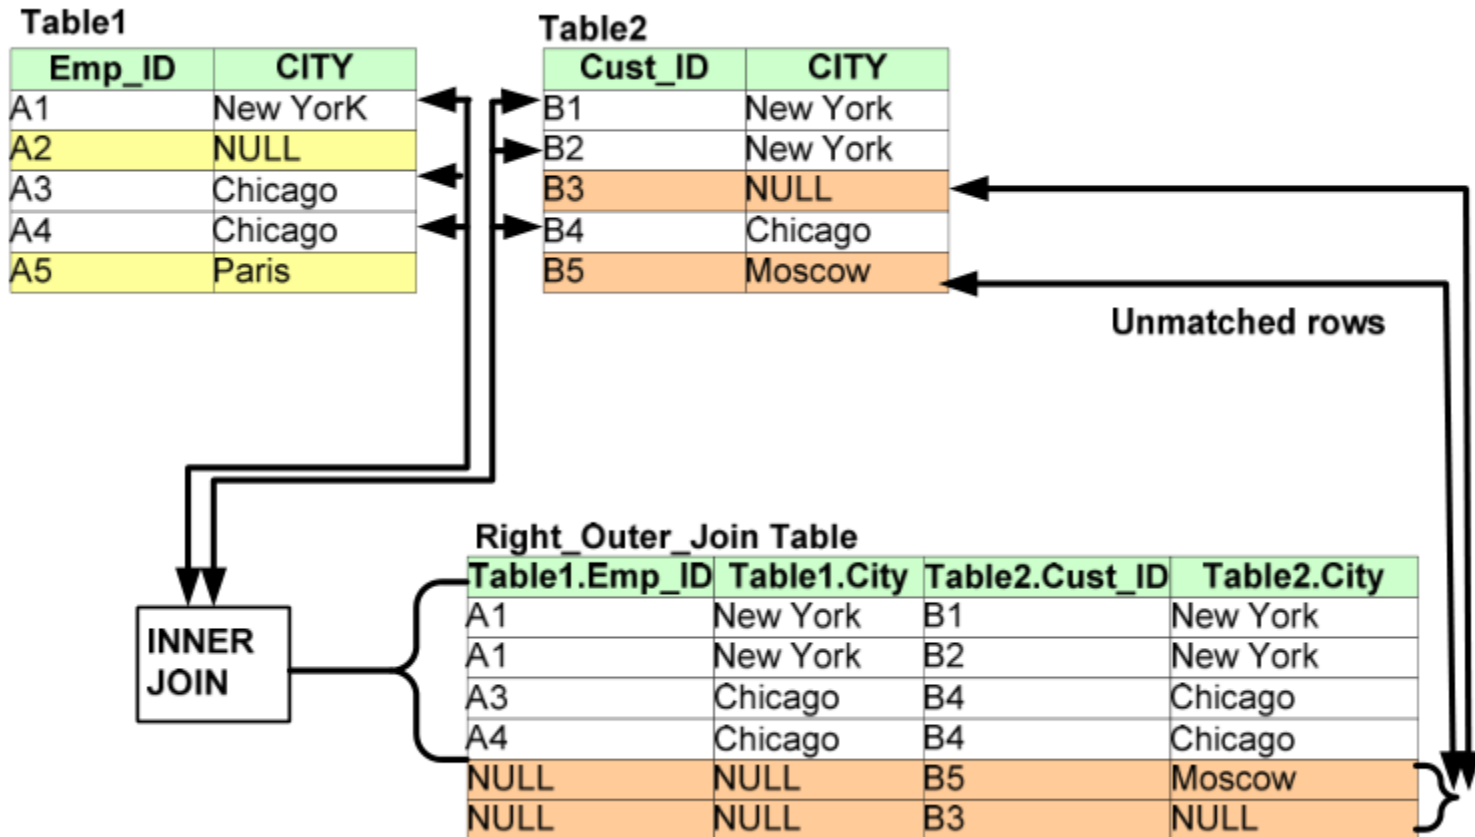 Table1
Emp_ID CITY
A1 New YorK
A2 NULL
A3 Chicago
A4 Chicago
A5 Paris
Table2
Cust_ID CITY
B1 New York
B2 New York
B3 NULL
B4 Chicago
B5 Moscow
Unmatched rows
INNER
JOIN
Right_Outer_Join Table
Table1.Emp_ID Table1.City Table2.Cust_ID Table2.City
A1 New York B1 New York
A1 New York B2 New York
A3 Chicago B4 Chicago
A4 Chicago B4 Chicago
NULL NULL B5 Moscow
NULL NULL B3 NULL